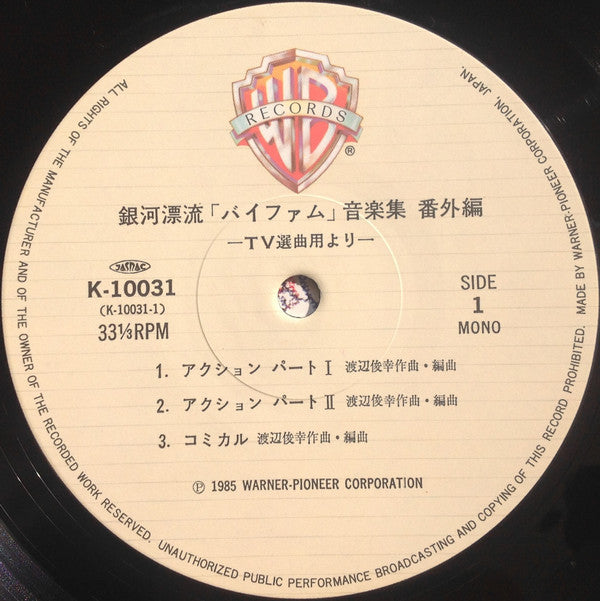 WB
RECORDS
®
銀河漂流「バイファム」音楽集 番外編
ーTV選曲用よりー
JASRAC
K-10031
(K-10031-1)
33⅓RPM
SIDE
1
MONO
1. アクション パートⅠ 渡辺俊幸作曲・編曲
2. アクション パートⅡ 渡辺俊幸作曲・編曲
3. コミカル 渡辺俊幸作曲・編曲
Ⓟ 1985 WARNER-PIONEER CORPORATION
ALL RIGHTS OF THE MANUFACTURER AND OF THE OWNER OF THE RECORDED WORK RESERVED. UNAUTHORIZED PUBLIC PERFORMANCE BROADCASTING AND COPYING OF THIS RECORD PROHIBITED. MADE BY WARNER-PIONEER CORPORATION, JAPAN.